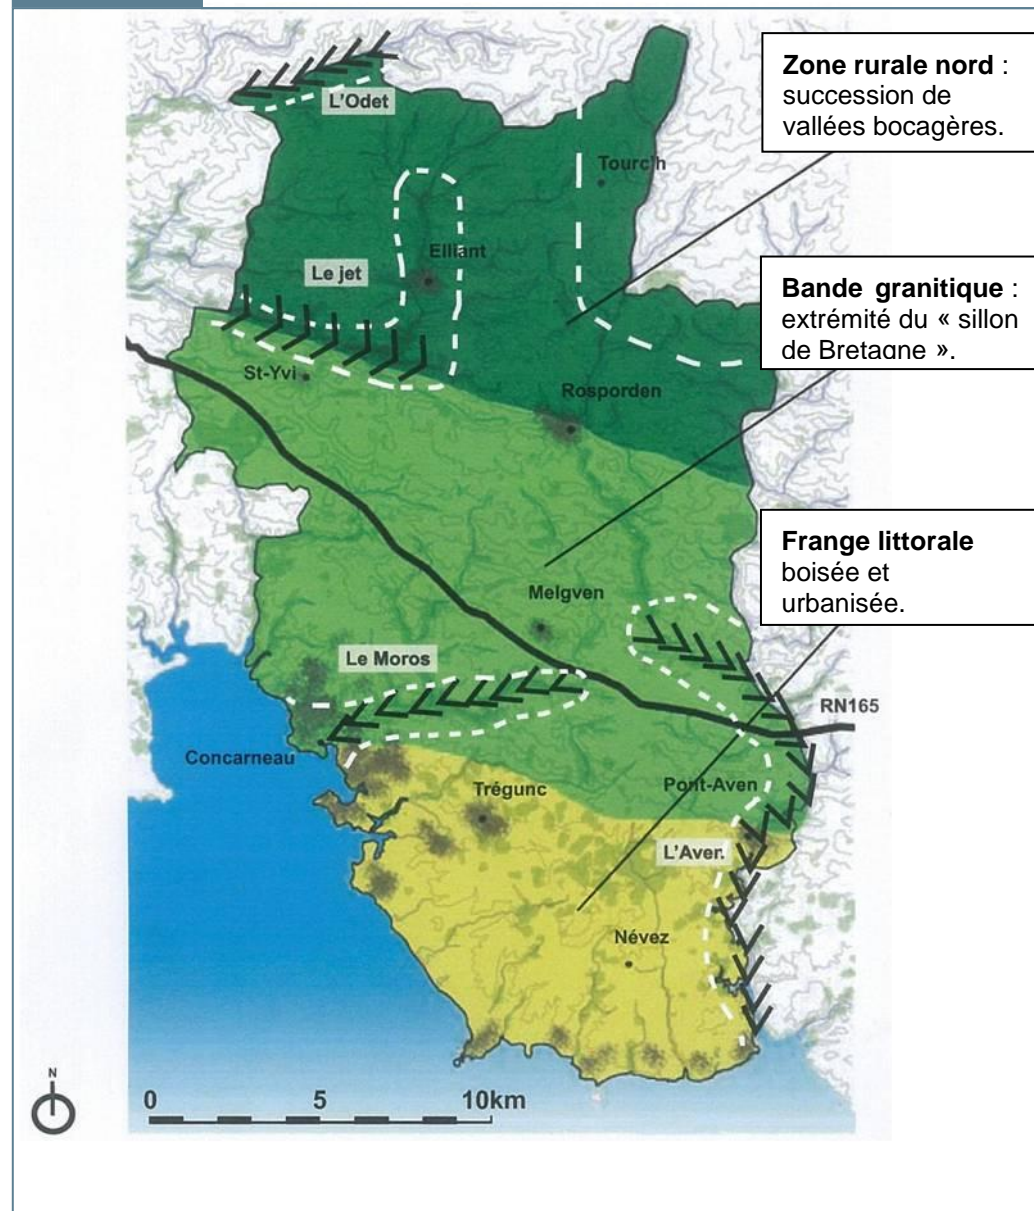 Zone rurale nord :
succession de
vallées bocagères.
L'Odet
Tourc'h
Elliant
Le jet
Bande granitique :
extrémité du « sillon
de Bretagne ».
St-Yvi
Rosporden
Frange littorale
boisée et
urbanisée.
Melgven
Le Moros
RN165
Concarneau
Pont-Aven
Trégunc
L'Aven
Névez
N
0 5 10km